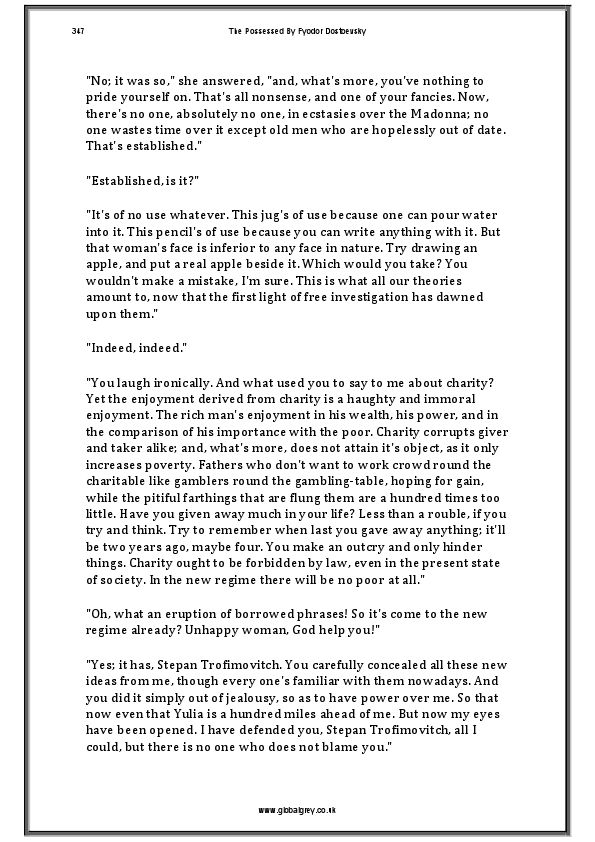 347
The Possessed By Fyodor Dostoevsky
"No; it was so," she answered, "and, what's more, you've nothing to
pride yourself on. That's all nonsense, and one of your fancies. Now,
there's no one, absolutely no one, in ecstasies over the Madonna; no
one wastes time over it except old men who are hopelessly out of date.
That's established."
"Established, is it?"
"It's of no use whatever. This jug's of use because one can pour water
into it. This pencil's of use because you can write anything with it. But
that woman's face is inferior to any face in nature. Try drawing an
apple, and put a real apple beside it. Which would you take? You
wouldn't make a mistake, I'm sure. This is what all our theories
amount to, now that the first light of free investigation has dawned
upon them."
"Indeed, indeed."
"You laugh ironically. And what used you to say to me about charity?
Yet the enjoyment derived from charity is a haughty and immoral
enjoyment. The rich man's enjoyment in his wealth, his power, and in
the comparison of his importance with the poor. Charity corrupts giver
and taker alike; and, what's more, does not attain it's object, as it only
increases poverty. Fathers who don't want to work crowd round the
charitable like gamblers round the gambling-table, hoping for gain,
while the pitiful farthings that are flung them are a hundred times too
little. Have you given away much in your life? Less than a rouble, if you
try and think. Try to remember when last you gave away anything; it'll
be two years ago, maybe four. You make an outcry and only hinder
things. Charity ought to be forbidden by law, even in the present state
of society. In the new regime there will be no poor at all."
"Oh, what an eruption of borrowed phrases! So it's come to the new
regime already? Unhappy woman, God help you!"
"Yes; it has, Stepan Trofimovitch. You carefully concealed all these new
ideas from me, though every one's familiar with them nowadays. And
you did it simply out of jealousy, so as to have power over me. So that
now even that Yulia is a hundred miles ahead of me. But now my eyes
have been opened. I have defended you, Stepan Trofimovitch, all I
could, but there is no one who does not blame you."
www.globalgrey.co.uk